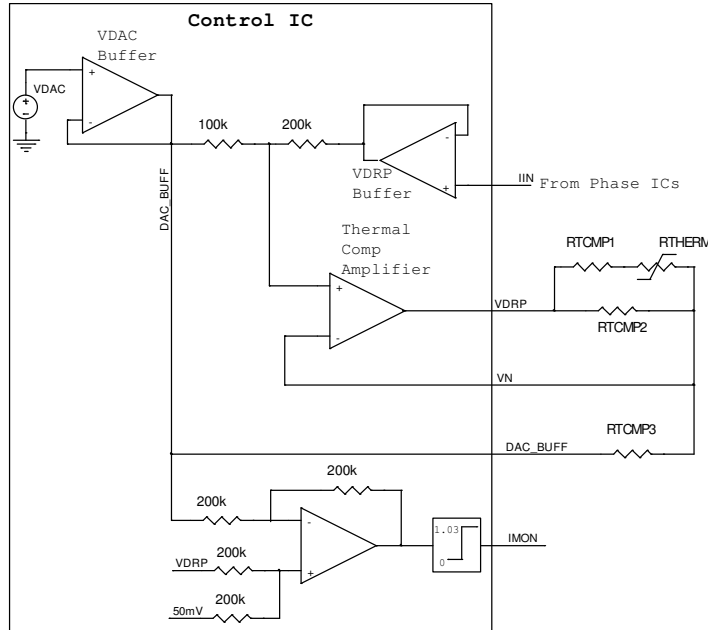 Control IC
VDAC
Buffer
+
VDAC
-
100k
200k
-
VDRP
Buffer
+
IIN
From Phase ICs
DAC_BUFF
Thermal
Comp
Amplifier
RTCMP1
RTHERM
+
VDRP
RTCMP2
-
VN
RTCMP3
DAC_BUFF
200k
200k
-
1.03
0
IMON
VDRP
200k
+
50mV
200k